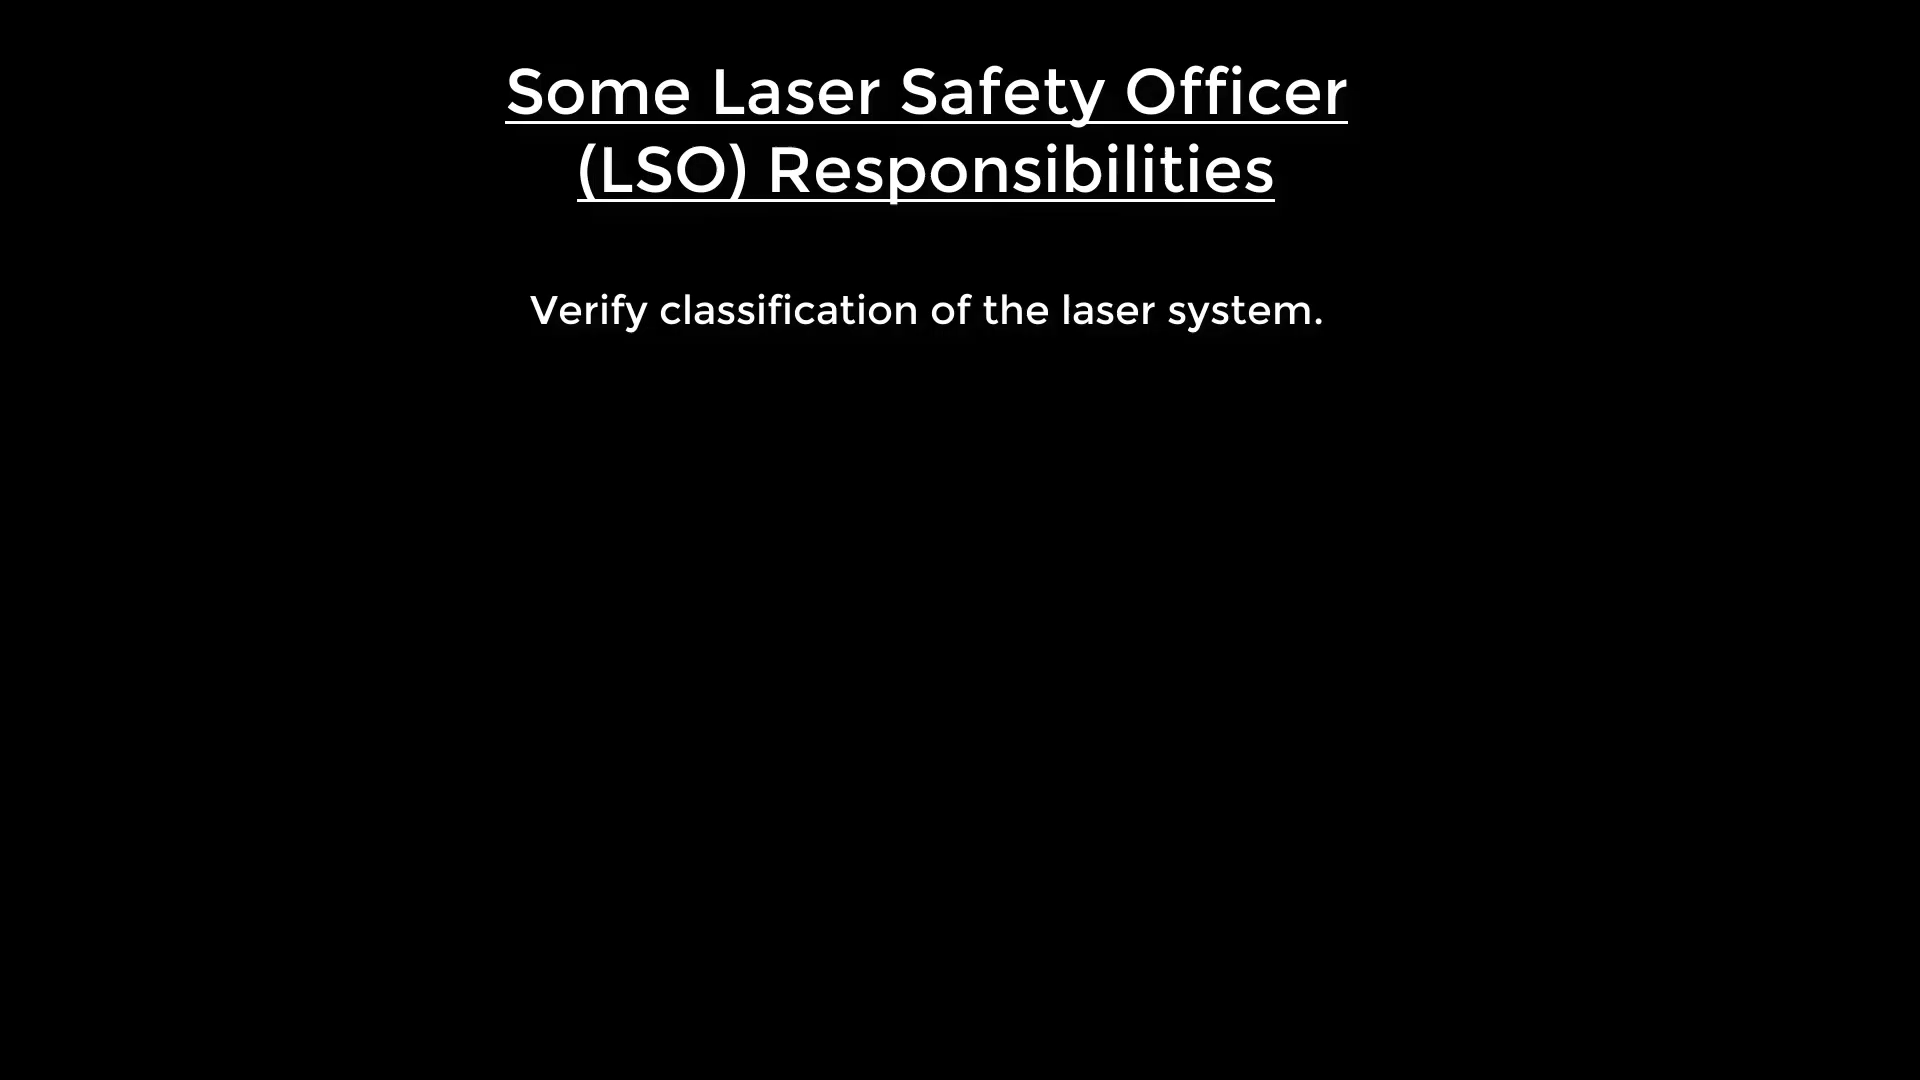 Some Laser Safety Officer
(LSO) Responsibilities
Verify classification of the laser system.